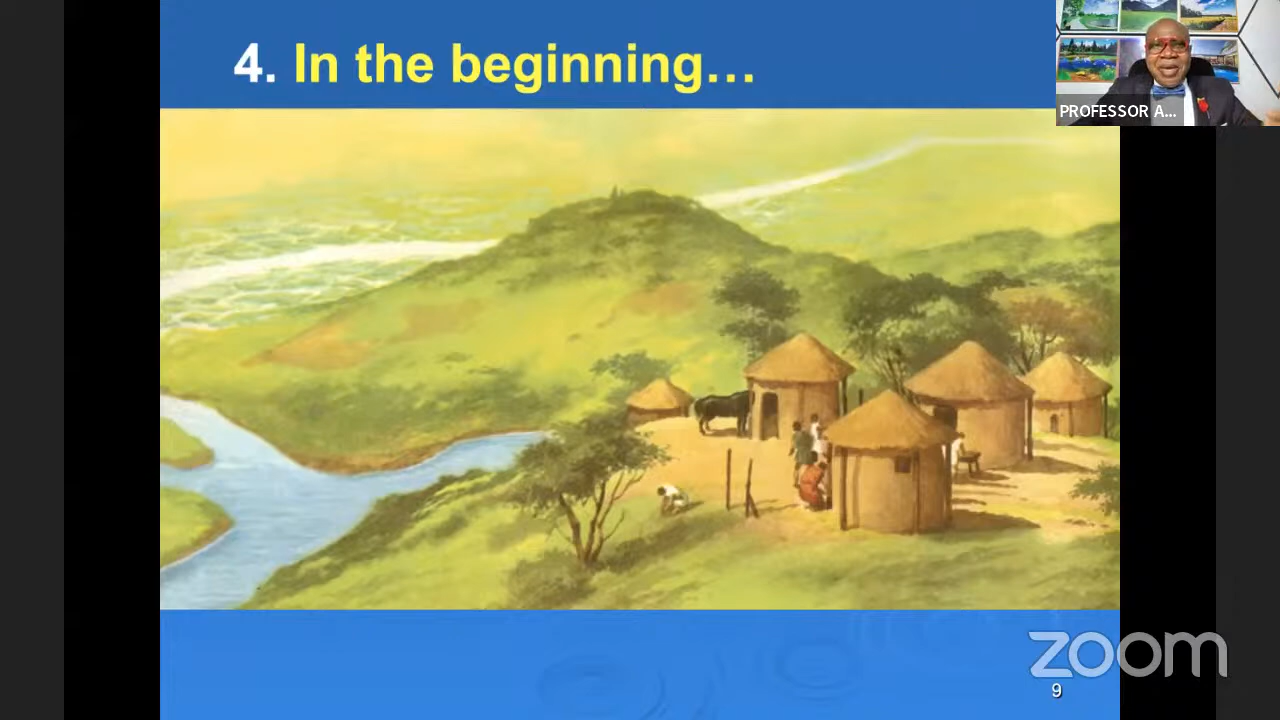 4. In the beginning…
PROFESSOR A...
zoom
9